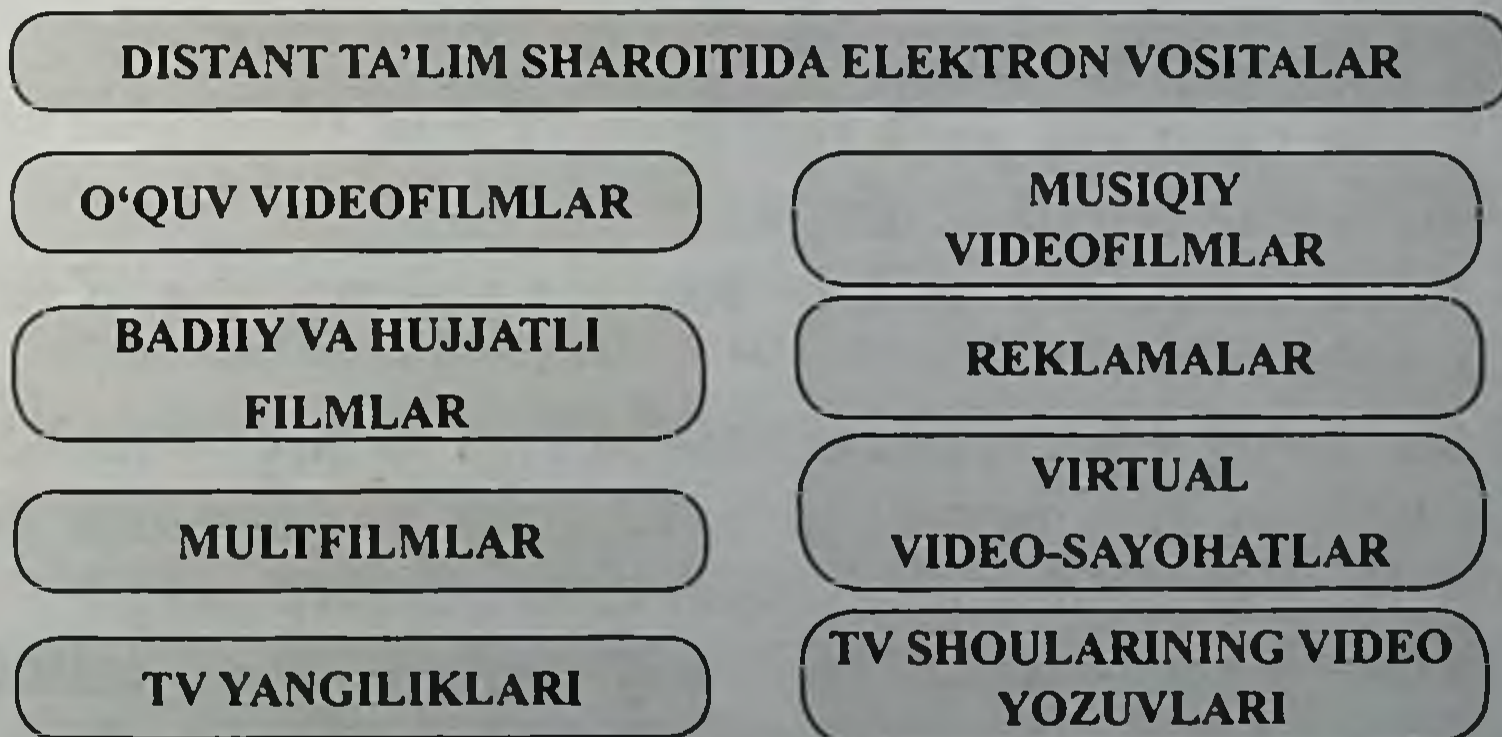 DISTANT TA’LIM SHAROITIDA ELEKTRON VOSITALAR
O‘QUV VIDEOFILMLAR
BADIIY VA HUJJATLI
FILMLAR
MULTFILMLAR
TV YANGILIKLARI
MUSIQIY
VIDEOFILMLAR
REKLAMALAR
VIRTUAL
VIDEO-SAYOHATLAR
TV SHOULARINING VIDEO
YOZUVLARI